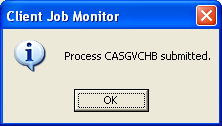 Client Job Monitor
Process CASGVCHB submitted.
OK